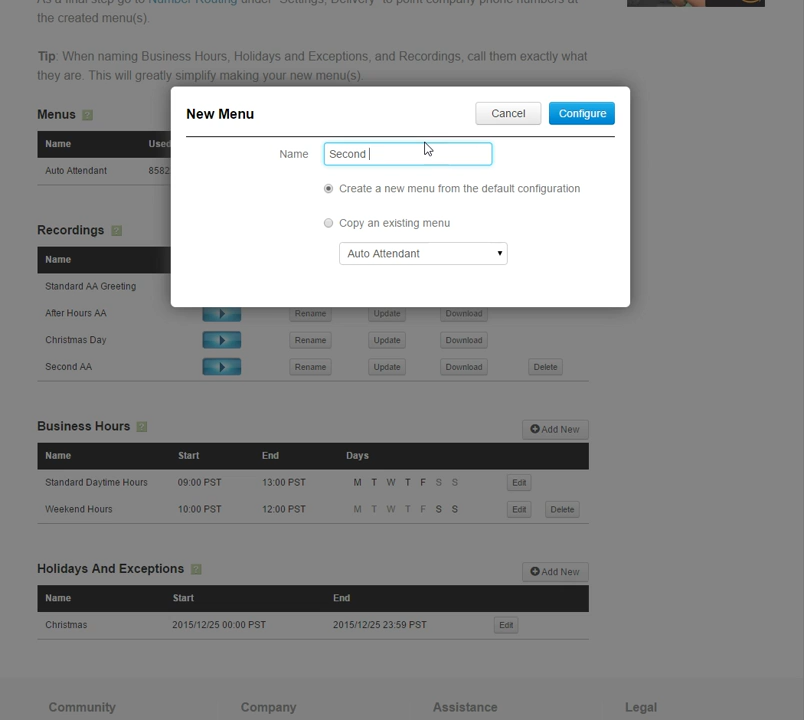 As a final step go to Number Routing under "Settings, Delivery" to point company phone numbers at
the created menu(s).
Tip: When naming Business Hours, Holidays and Exceptions, and Recordings, call them exactly what
they are. This will greatly simplify making your new menu(s).
New Menu
Cancel
Configure
Name
Second
Create a new menu from the default configuration
Copy an existing menu
Auto Attendant
Menus ?
Name Used
Auto Attendant 8582
Recordings ?
Name
Standard AA Greeting
After Hours AA Rename Update Download
Christmas Day Rename Update Download
Second AA Rename Update Download Delete
Business Hours ? Add New
Name Start End Days
Standard Daytime Hours 09:00 PST 13:00 PST M T W T F S S Edit
Weekend Hours 10:00 PST 12:00 PST M T W T F S S Edit Delete
Holidays And Exceptions ? Add New
Name Start End
Christmas 2015/12/25 00:00 PST 2015/12/25 23:59 PST Edit
Community Company Assistance Legal